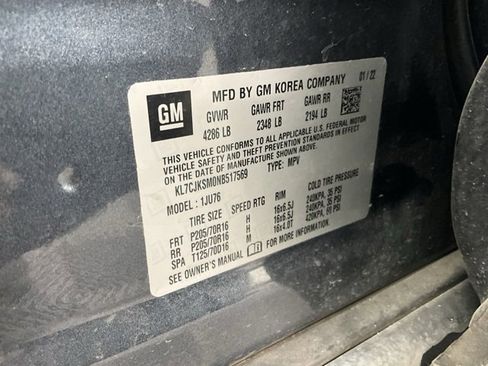 GM
MFD BY GM KOREA COMPANY 01 / 22
GVWR GAWR FRT GAWR RR
4286 LB 2348 LB 2194 LB
THIS VEHICLE CONFORMS TO ALL APPLICABLE U.S. FEDERAL MOTOR
VEHICLE SAFETY, BUMPER, AND THEFT PREVENTION STANDARDS IN EFFECT
ON THE DATE OF MANUFACTURE SHOWN ABOVE.
KL7CJKSM0NB517569 TYPE: MPV
MODEL: 1JU76
TIRE SIZE SPEED RTG RIM COLD TIRE PRESSURE
FRT P205/70R16 H 16x6.5J 240KPA, 35 PSI
RR P205/70R16 H 16x6.5J 240KPA, 35 PSI
SPA T125/70D16 M 16x4.0T 420KPA, 60 PSI
SEE OWNER'S MANUAL FOR MORE INFORMATION.